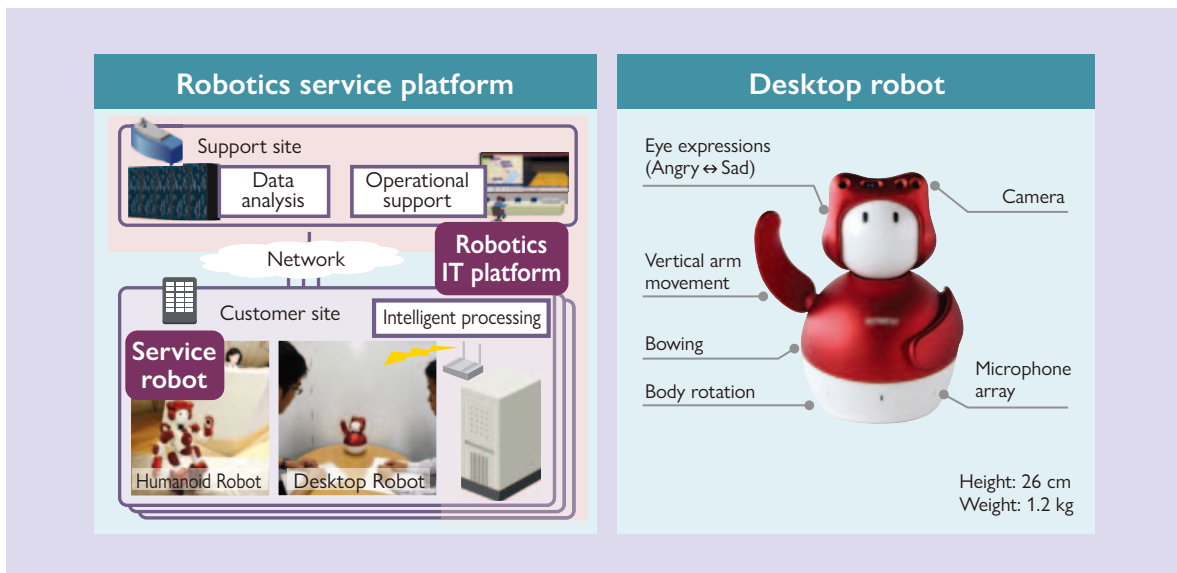 Robotics service platform
Support site
Data
analysis
Operational
support
Network
Robotics
IT platform
Customer site
Intelligent processing
Service
robot
Humanoid Robot
Desktop Robot
Desktop robot
Eye expressions
(Angry ↔ Sad)
Camera
Vertical arm
movement
Bowing
Body rotation
Microphone
array
Height: 26 cm
Weight: 1.2 kg